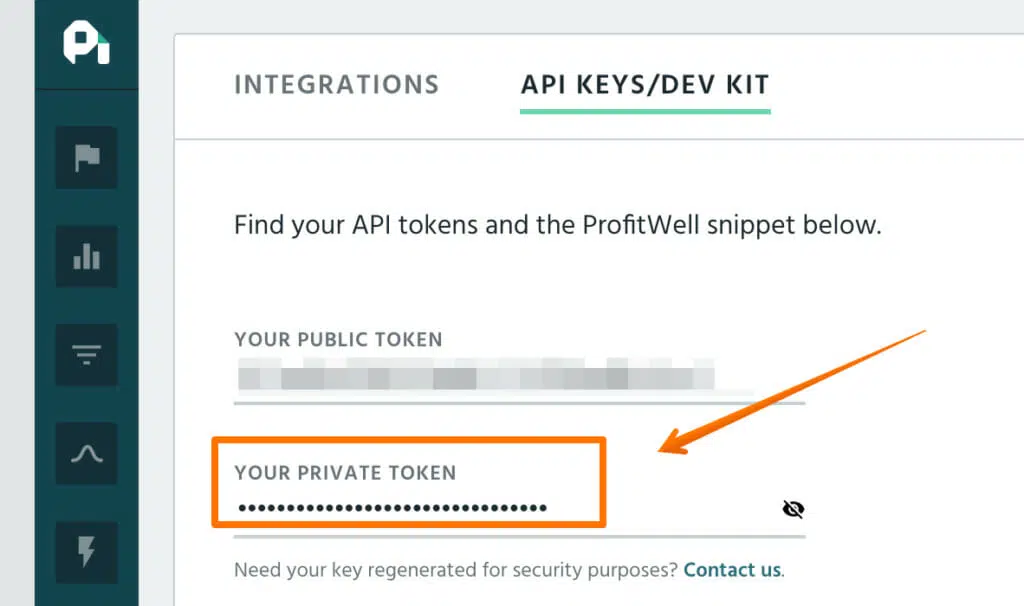 INTEGRATIONS
API KEYS/DEV KIT
Find your API tokens and the ProfitWell snippet below.
YOUR PUBLIC TOKEN
YOUR PRIVATE TOKEN
••••••••••••••••••••••••••••••••
Need your key regenerated for security purposes? Contact us.